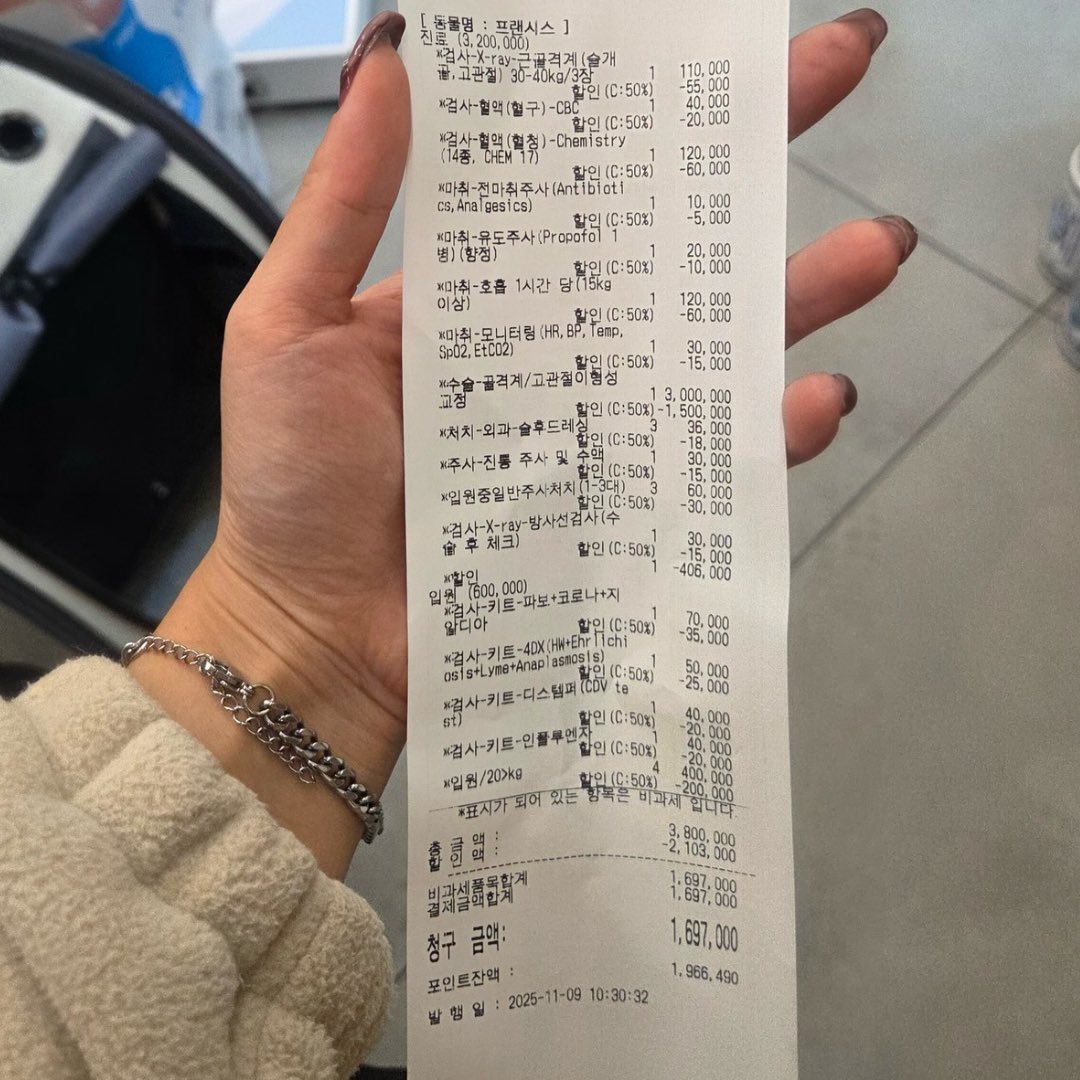 [ 동물명 : 프랜시스 ]
진료 (3,200,000)
*검사-X-ray-근골격계(슬개
골,고관절) 30-40kg/3장 1 110,000
할인(C:50%) -55,000
*검사-혈액(혈구)-CBC 1 40,000
할인(C:50%) -20,000
*검사-혈액(혈청)-Chemistry
(14종, CHEM 17) 1 120,000
할인(C:50%) -60,000
*마취-전마취주사(Antibioti
cs,Analgesics) 1 10,000
할인(C:50%) -5,000
*마취-유도주사(Propofol 1
병)(향정) 1 20,000
할인(C:50%) -10,000
*마취-호흡 1시간 당(15kg
이상) 1 120,000
할인(C:50%) -60,000
*마취-모니터링(HR,BP,Temp,
SpO2,EtCO2) 1 30,000
할인(C:50%) -15,000
*수술-골격계/고관절이형성
교정 1 3,000,000
할인(C:50%) -1,500,000
*처치-외과-술후드레싱 3 36,000
할인(C:50%) -18,000
*주사-진통 주사 및 수액 1 30,000
할인(C:50%) -15,000
*입원중일반주사처치(1-3대) 3 60,000
할인(C:50%) -30,000
*검사-X-ray-방사선검사(수
술 후 체크) 1 30,000
할인(C:50%) -15,000
*할인 1 -406,000
입원 (600,000)
*검사-키트-파보+코로나+지
알디아 1 70,000
할인(C:50%) -35,000
*검사-키트-4DX(HW+Ehrlichi
osis+Lyme+Anaplasmosis) 1 50,000
할인(C:50%) -25,000
*검사-키트-디스템퍼(CDV te
st) 1 40,000
할인(C:50%) -20,000
*검사-키트-인플루엔자 1 40,000
할인(C:50%) -20,000
*입원/20>kg 4 400,000
할인(C:50%) -200,000
*표시가 되어 있는 항목은 비과세 입니다.
총 금 액 : 3,800,000
할 인 액 : -2,103,000
비과세품목합계 1,697,000
결제금액합계 1,697,000
청구 금액: 1,697,000
포인트잔액 : 1,966,490
발 행 일 : 2025-11-09 10:30:32